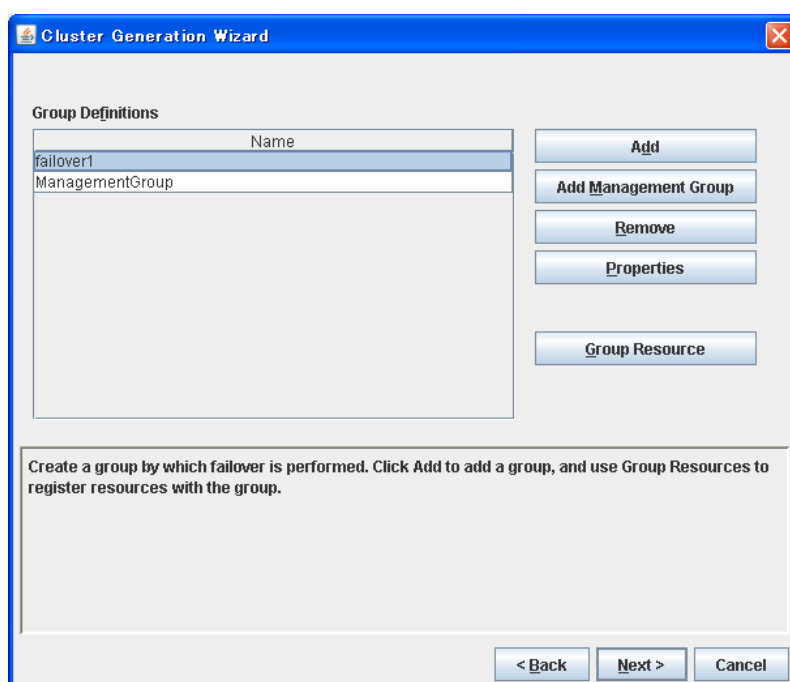 Cluster Generation Wizard
Group Definitions
Name
failover1
ManagementGroup
Add
Add Management Group
Remove
Properties
Group Resource
Create a group by which failover is performed. Click Add to add a group, and use Group Resources to
register resources with the group.
< Back
Next >
Cancel